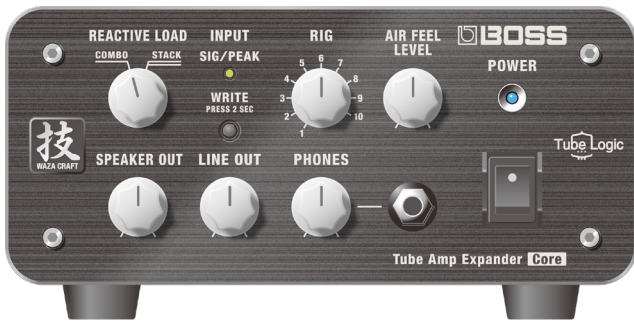 REACTIVE LOAD
COMBO STACK
INPUT
SIG/PEAK
WRITE
PRESS 2 SEC
RIG
1 2 3 4 5 6 7 8 9 10
AIR FEEL
LEVEL
BOSS
POWER
技
WAZA CRAFT
Tube Logic
SPEAKER OUT
LINE OUT
PHONES
Tube Amp Expander Core